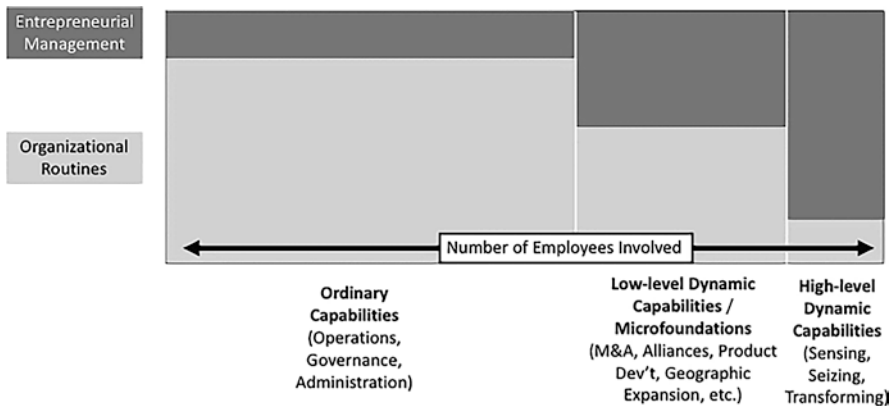 Entrepreneurial
Management
Organizational
Routines
Number of Employees Involved
Ordinary
Capabilities
(Operations,
Governance,
Administration)
Low-level Dynamic
Capabilities /
Microfoundations
(M&A, Alliances, Product
Dev't, Geographic
Expansion, etc.)
High-level
Dynamic
Capabilities
(Sensing,
Seizing,
Transforming)